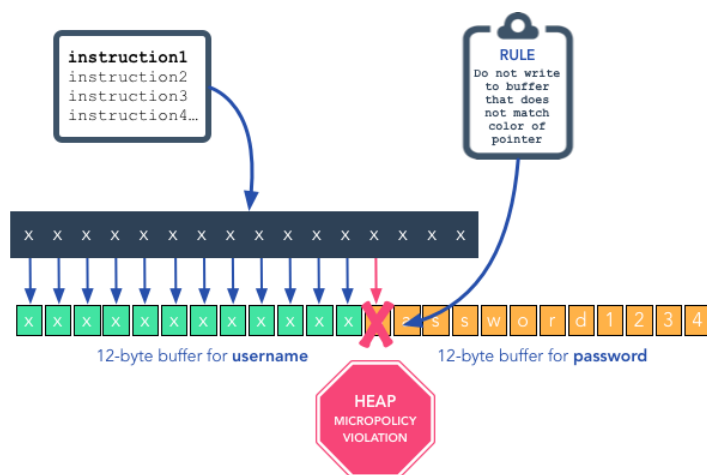 instruction1
instruction2
instruction3
instruction4…
RULE
Do not write
to buffer
that does
not match
color of
pointer
x x x x x x x x x x x x x x x x
x x x x x x x x x x x x a s s w o r d 1 2 3 4
12-byte buffer for username
12-byte buffer for password
HEAP
MICROPOLICY
VIOLATION